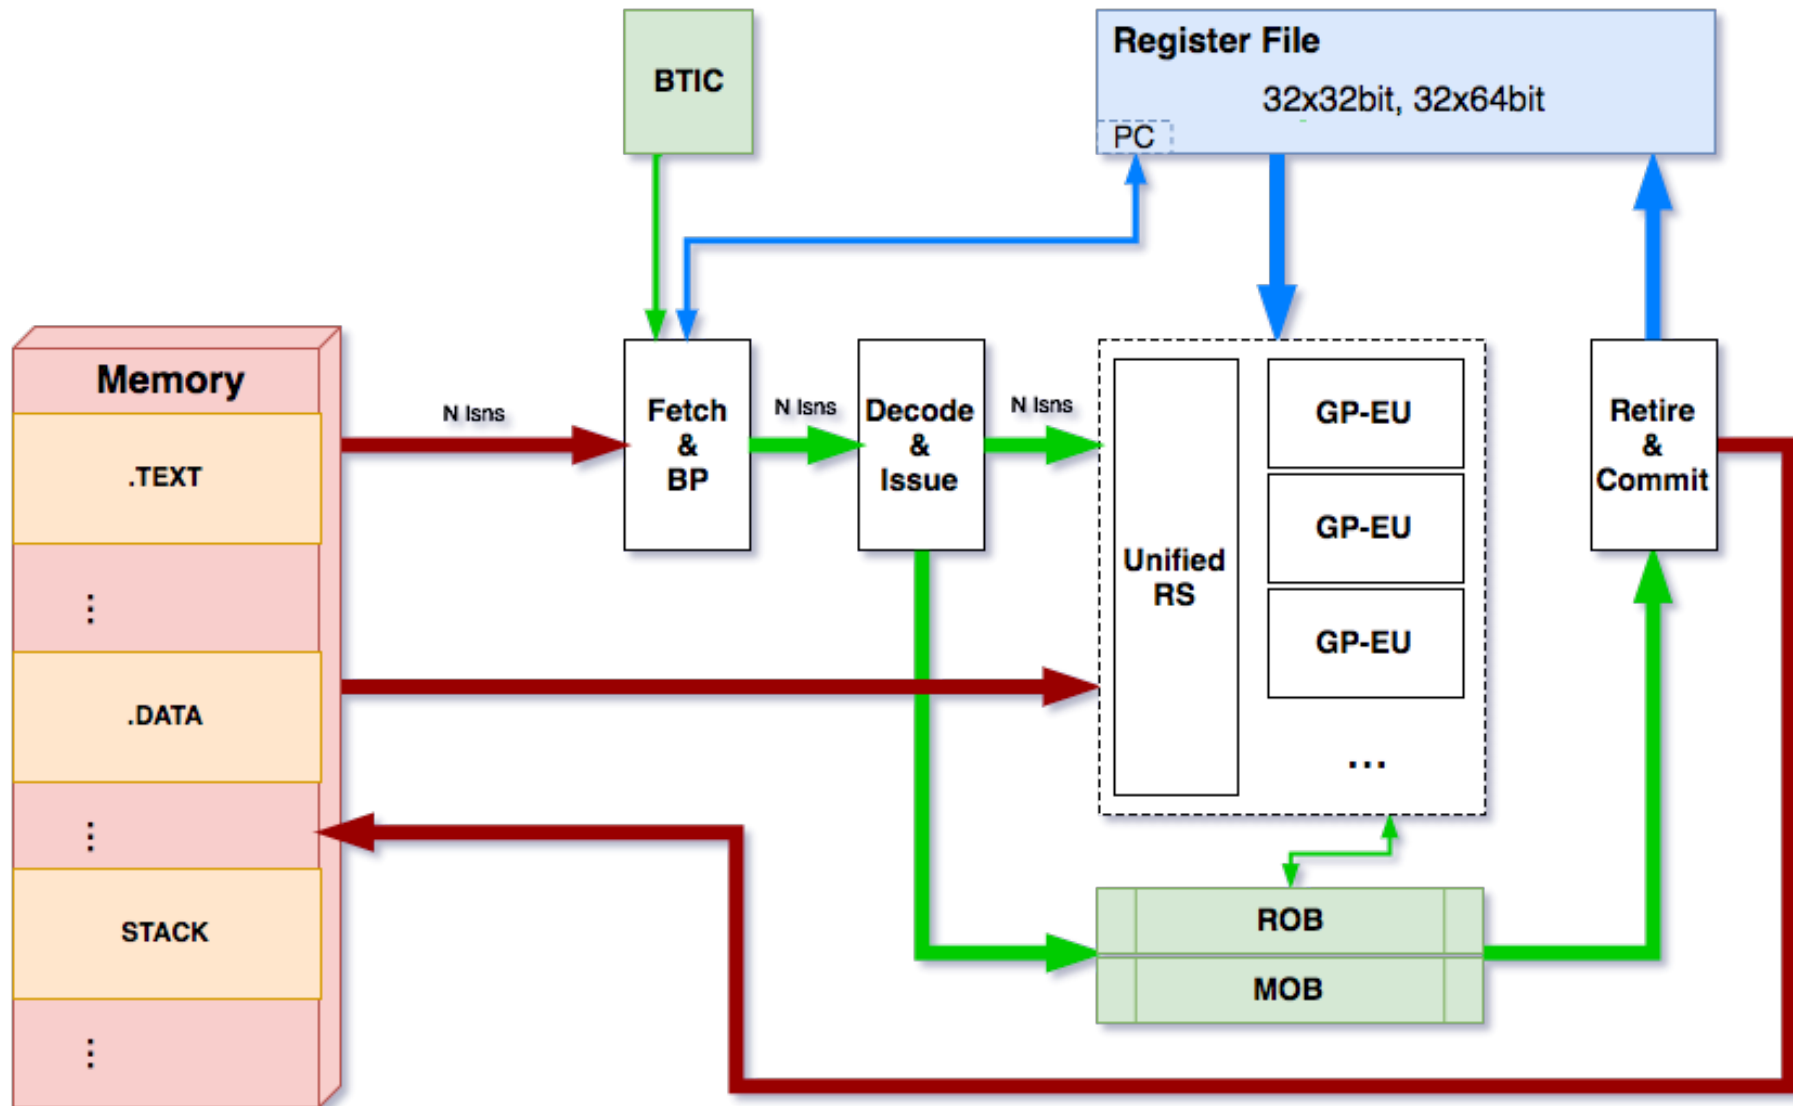 BTIC
Register File
32x32bit, 32x64bit
PC
Memory
.TEXT
⋮
.DATA
⋮
STACK
⋮
N Isns
Fetch
&
BP
N Isns
Decode
&
Issue
N Isns
Unified
RS
GP-EU
GP-EU
GP-EU
...
Retire
&
Commit
ROB
MOB